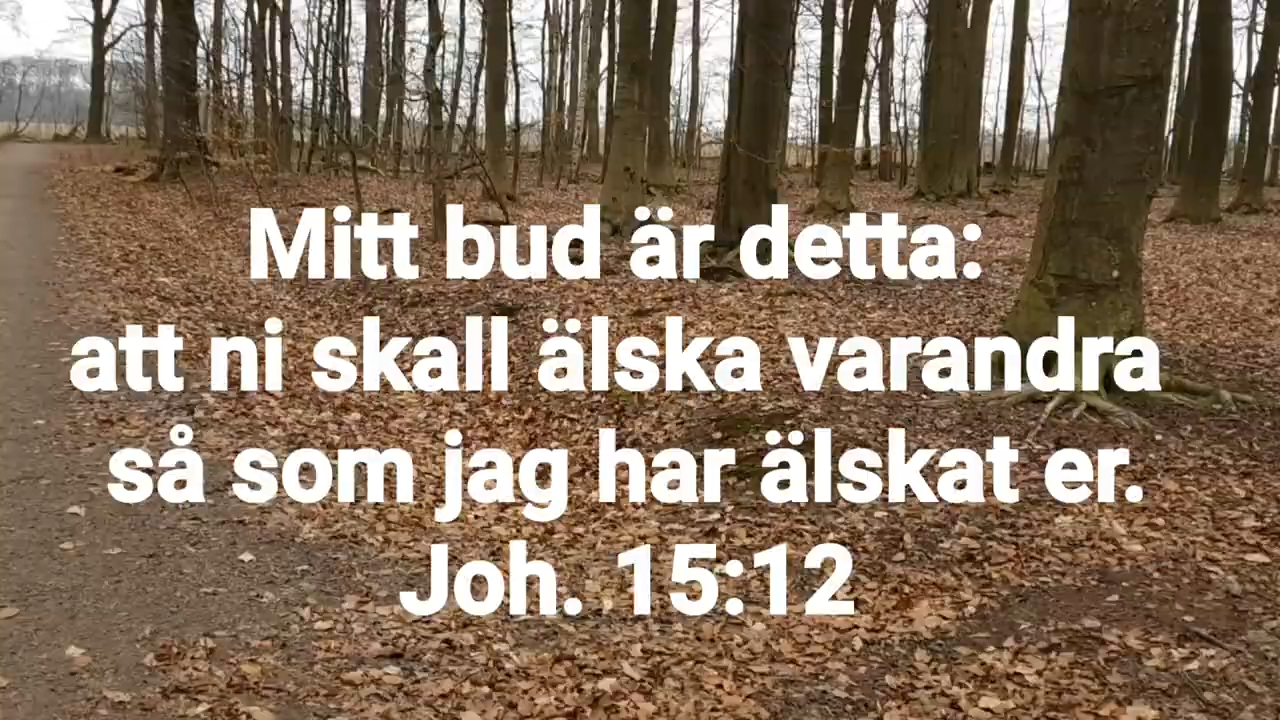 Mitt bud är detta:
att ni skall älska varandra
så som jag har älskat er.
Joh. 15:12